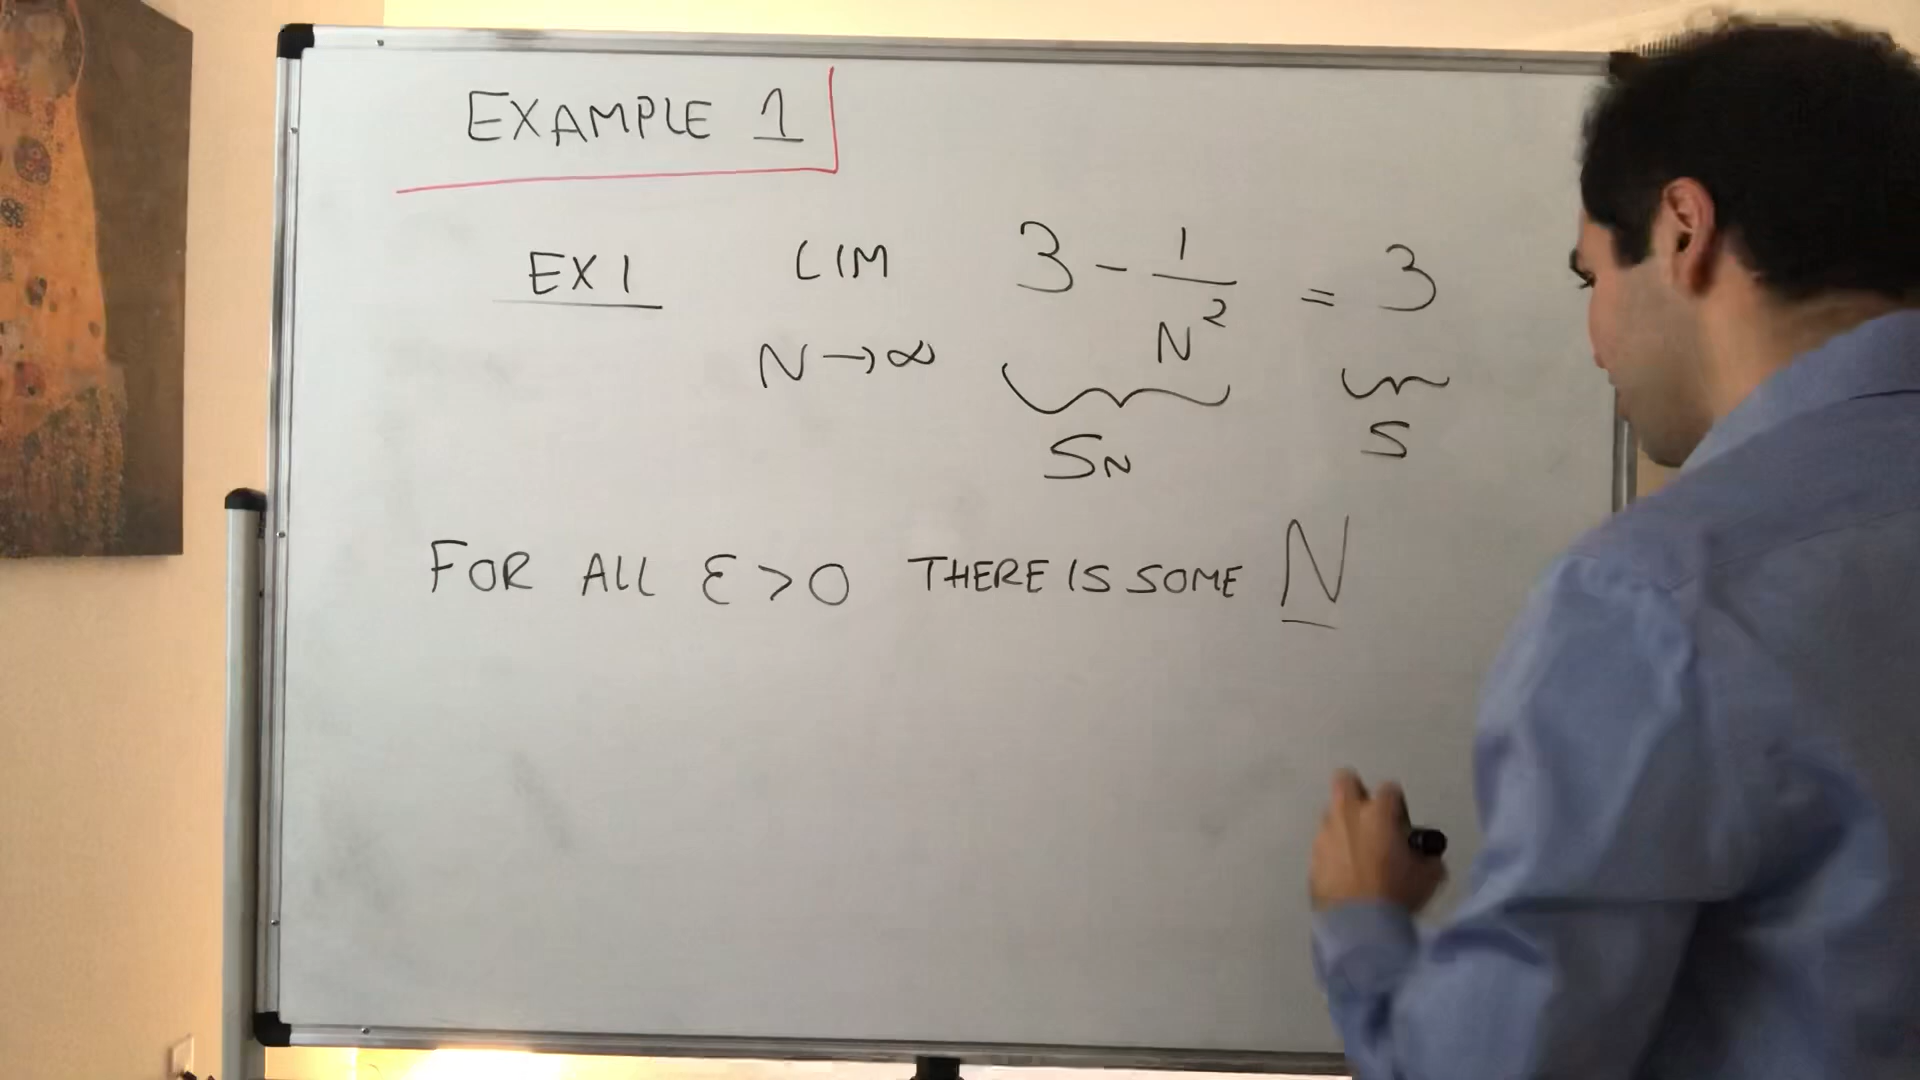 EXAMPLE 1
EX 1 LIM N→∞ 3 - 1/N² = 3
SN S
FOR ALL ε>0 THERE IS SOME N